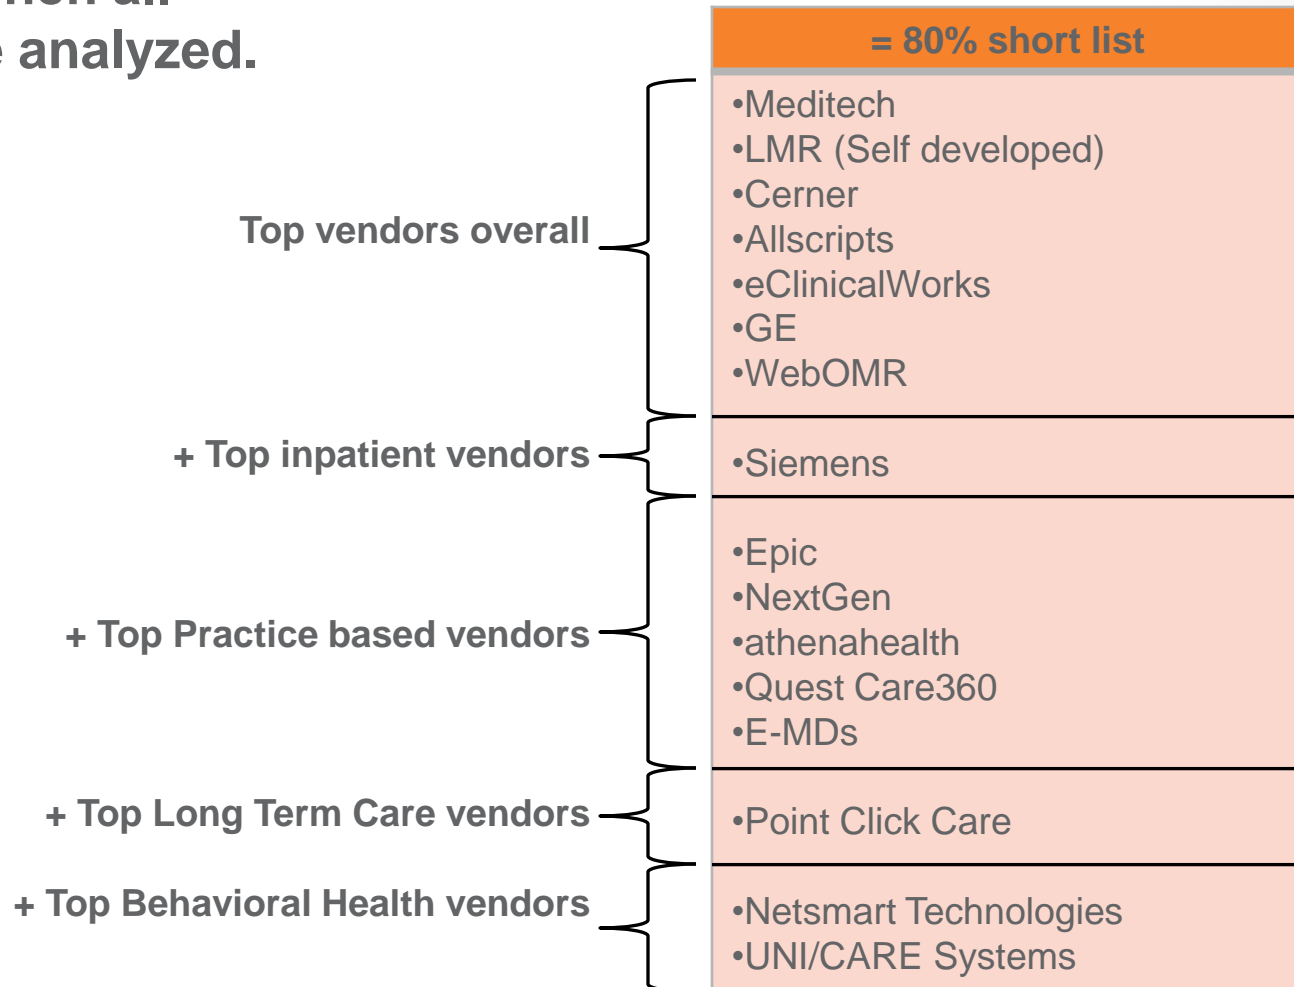 e analyzed.
= 80% short list
Top vendors overall
•Meditech
•LMR (Self developed)
•Cerner
•Allscripts
•eClinicalWorks
•GE
•WebOMR
+ Top inpatient vendors
•Siemens
+ Top Practice based vendors
•Epic
•NextGen
•athenahealth
•Quest Care360
•E-MDs
+ Top Long Term Care vendors
•Point Click Care
+ Top Behavioral Health vendors
•Netsmart Technologies
•UNI/CARE Systems